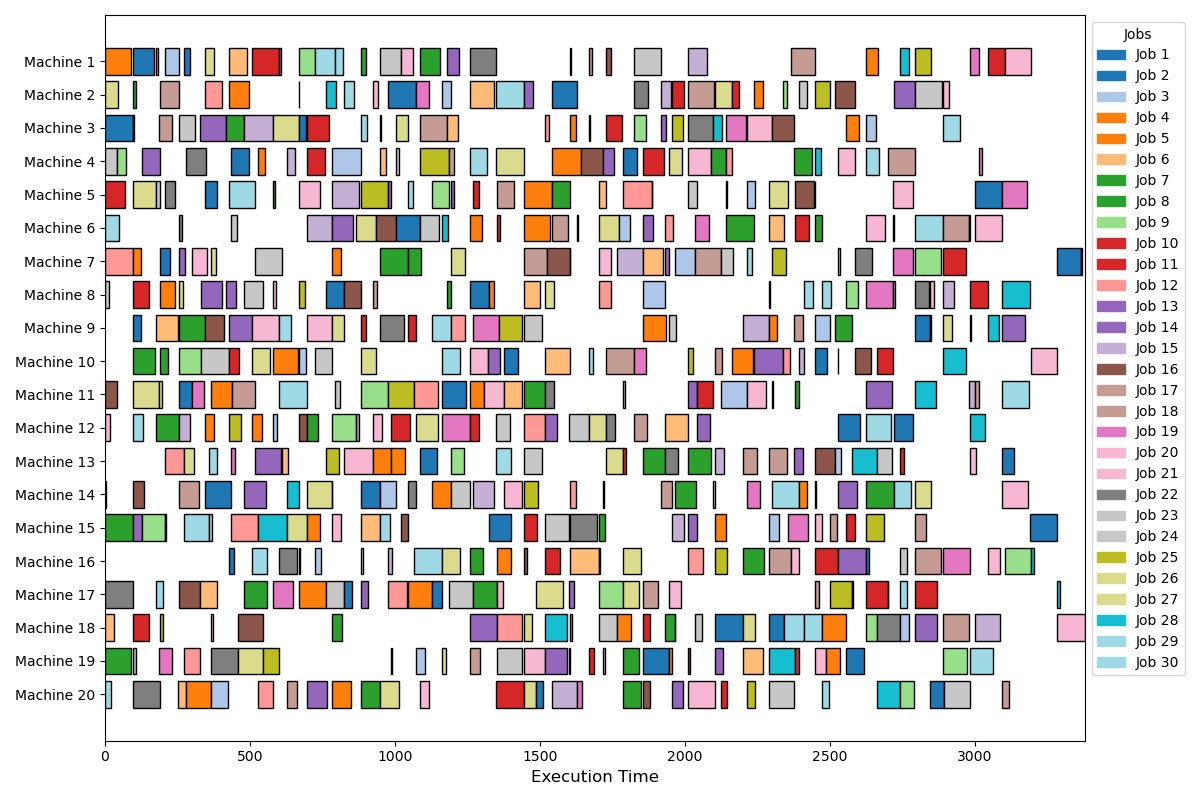 Machine 1
Machine 2
Machine 3
Machine 4
Machine 5
Machine 6
Machine 7
Machine 8
Machine 9
Machine 10
Machine 11
Machine 12
Machine 13
Machine 14
Machine 15
Machine 16
Machine 17
Machine 18
Machine 19
Machine 20
0 500 1000 1500 2000 2500 3000
Execution Time
Jobs
Job 1
Job 2
Job 3
Job 4
Job 5
Job 6
Job 7
Job 8
Job 9
Job 10
Job 11
Job 12
Job 13
Job 14
Job 15
Job 16
Job 17
Job 18
Job 19
Job 20
Job 21
Job 22
Job 23
Job 24
Job 25
Job 26
Job 27
Job 28
Job 29
Job 30